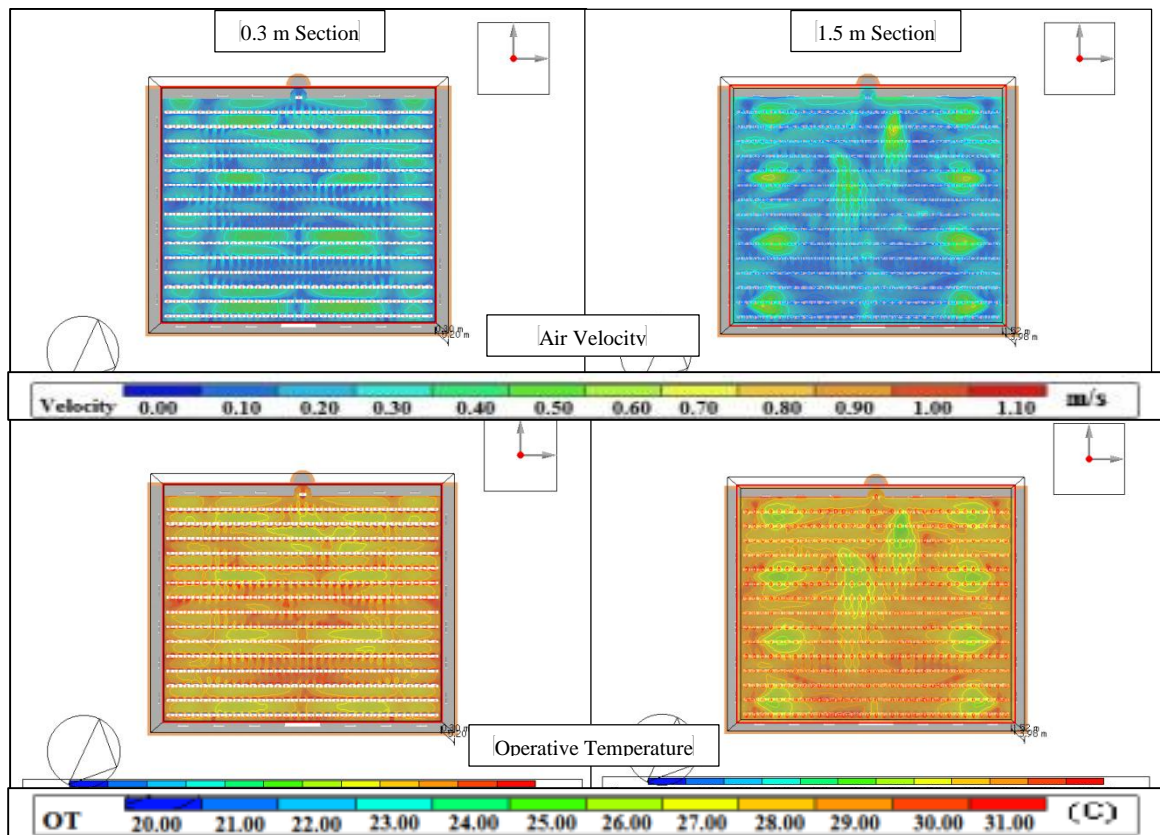 0.3 m Section
1.5 m Section
Air Velocity
Velocity 0.00 0.10 0.20 0.30 0.40 0.50 0.60 0.70 0.80 0.90 1.00 1.10 m/s
Operative Temperature
OT 20.00 21.00 22.00 23.00 24.00 25.00 26.00 27.00 28.00 29.00 30.00 31.00 (C)